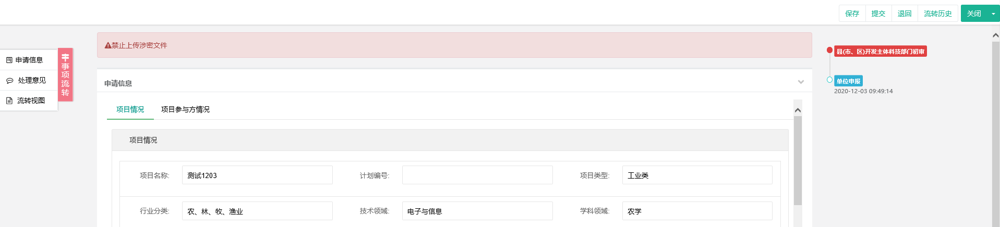 保存 提交 退回 流转历史 关闭
禁止上传涉密文件
申请信息
处理意见
流转视图
事项流转
申请信息
项目情况 项目参与方情况
项目情况
项目名称: 测试1203 计划编号: 项目类型: 工业类
行业分类: 农、林、牧、渔业 技术领域: 电子与信息 学科领域: 农学
县(市、区)开发主体科技部门初审
单位申报
2020-12-03 09:49:14